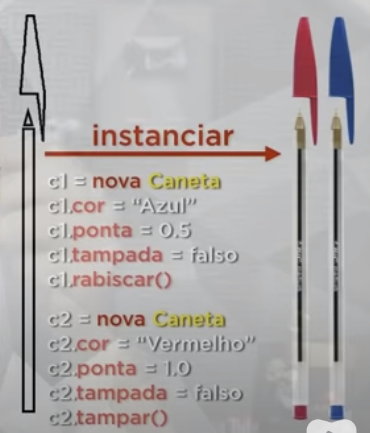 instanciar
c1 = nova Caneta
c1.cor = "Azul"
c1.ponta = 0.5
c1.tampada = falso
c1.rabiscar()
c2 = nova Caneta
c2.cor = "Vermelho"
c2.ponta = 1.0
c2.tampada = falso
c2.tampar()